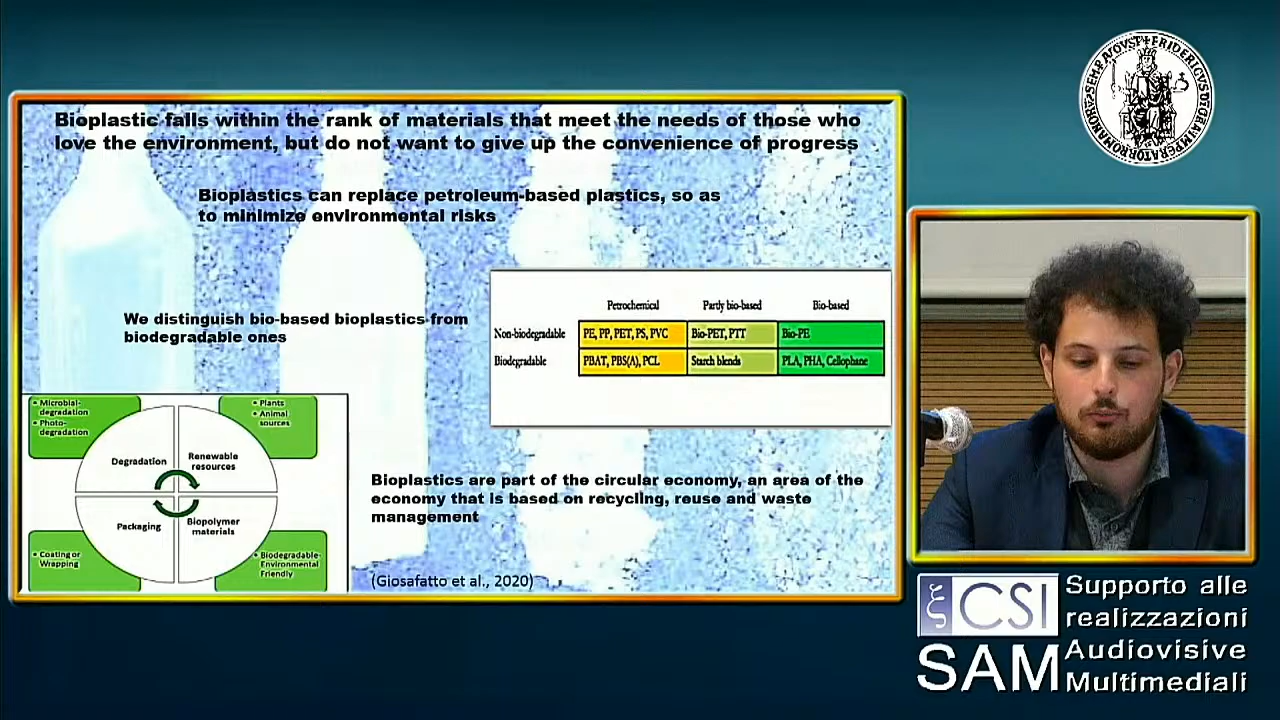 Bioplastic falls within the rank of materials that meet the needs of those who
love the environment, but do not want to give up the convenience of progress
Bioplastics can replace petroleum-based plastics, so as
to minimize environmental risks
We distinguish bio-based bioplastics from
biodegradable ones
Petrochemical Partly bio-based Bio-based
Non-biodegradable PE, PP, PET, PS, PVC Bio-PET, PTT Bio-PE
Biodegradable PBAT, PBS(A), PCL Starch blends PLA, PHA, Cellophane
• Microbial-
degradation
• Photo-
degradation
• Plants
• Animal
sources
Degradation
Renewable
resources
Packaging
Biopolymer
materials
• Coating or
Wrapping
• Biodegradable-
Environmental
Friendly
Bioplastics are part of the circular economy, an area of the
economy that is based on recycling, reuse and waste
management
(Giosafatto et al., 2020)
ξ CSI
SAM
Supporto alle
realizzazioni
Audiovisive
Multimediali